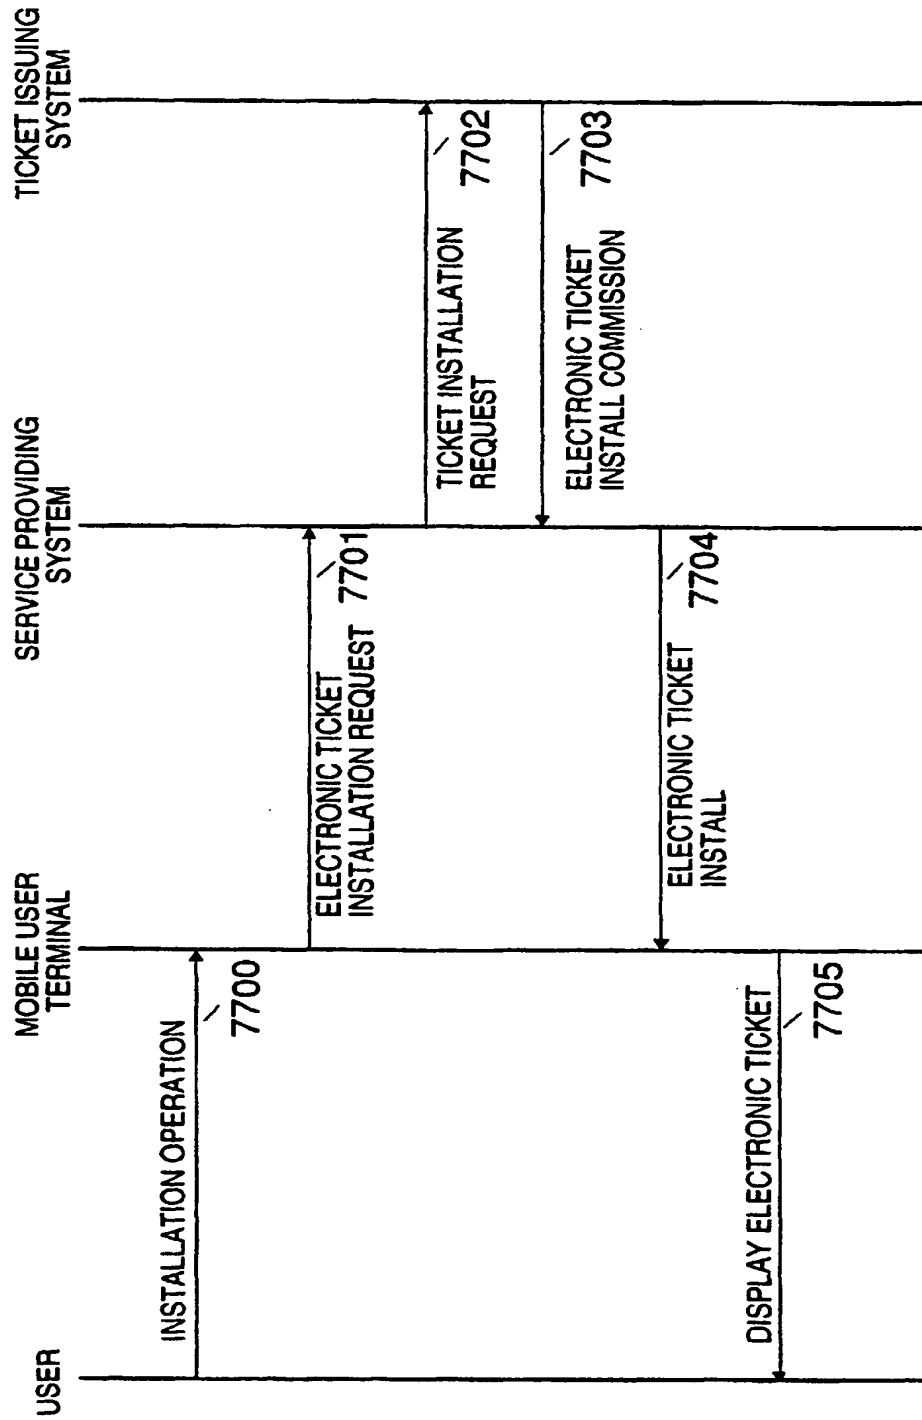 USER
MOBILE USER
TERMINAL
SERVICE PROVIDING
SYSTEM
TICKET ISSUING
SYSTEM
INSTALLATION OPERATION
7700
ELECTRONIC TICKET
INSTALLATION REQUEST
7701
TICKET INSTALLATION
REQUEST
7702
ELECTRONIC TICKET
INSTALL COMMISSION
7703
ELECTRONIC TICKET
INSTALL
7704
DISPLAY ELECTRONIC TICKET
7705